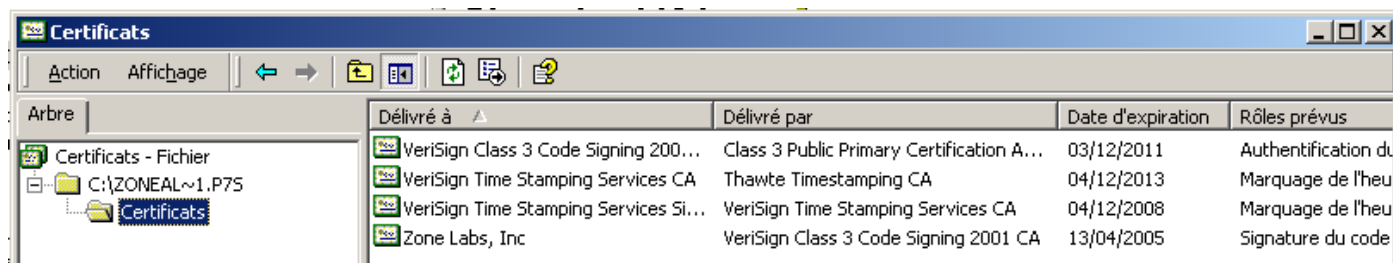 Certificats
Action Affichage
Arbre
Délivré à Délivré par Date d'expiration Rôles prévus
Certificats - Fichier
C:\ZONEAL~1.P7S
Certificats
VeriSign Class 3 Code Signing 200... Class 3 Public Primary Certification A... 03/12/2011 Authentification du
VeriSign Time Stamping Services CA Thawte Timestamping CA 04/12/2013 Marquage de l'heu
VeriSign Time Stamping Services Si... VeriSign Time Stamping Services CA 04/12/2008 Marquage de l'heu
Zone Labs, Inc VeriSign Class 3 Code Signing 2001 CA 13/04/2005 Signature du code